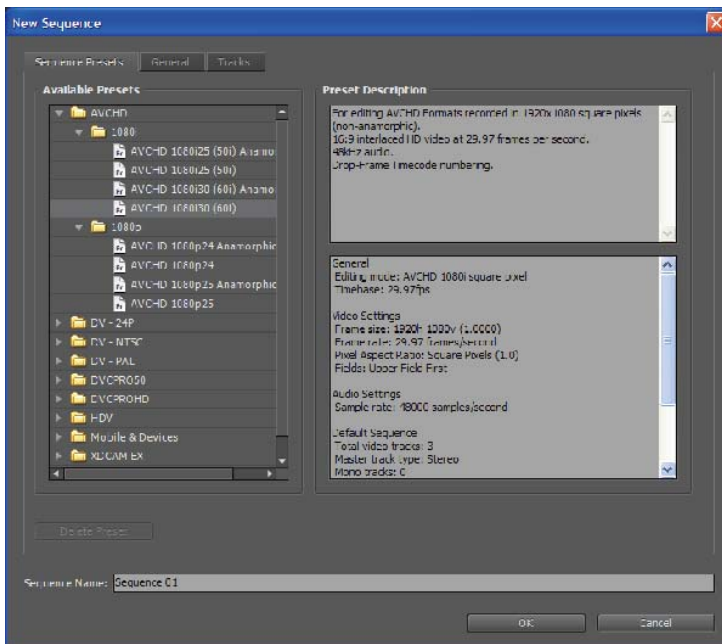 New Sequence
Sequence Presets
General
Tracks
Available Presets
AVCHD
1080i
AVCHD 1080i25 (50i) Anamo
AVCHD 1080i25 (50i)
AVCHD 1080i30 (60i) Anamo
AVCHD 1080i30 (60i)
1080p
AVCHD 1080p24 Anamorphic
AVCHD 1080p24
AVCHD 1080p25 Anamorphic
AVCHD 1080p25
DV - 24P
DV - NTSC
DV - PAL
DVCPRO50
DVCPROHD
HDV
Mobile & Devices
XDCAM EX
Delete Preset
Preset Description
For editing AVCHD Formats recorded in 1920x1080 square pixels
(non-anamorphic).
16:9 interlaced HD video at 29.97 frames per second.
48kHz audio.
Drop-Frame Timecode numbering.
General
Editing mode: AVCHD 1080i square pixel
Timebase: 29.97fps
Video Settings
Frame size: 1920h 1080v (1.0000)
Frame rate: 29.97 frames/second
Pixel Aspect Ratio: Square Pixels (1.0)
Fields: Upper Field First
Audio Settings
Sample rate: 48000 samples/second
Default Sequence
Total video tracks: 3
Master track type: Stereo
Mono tracks: 0
Sequence Name: Sequence 01
OK
Cancel